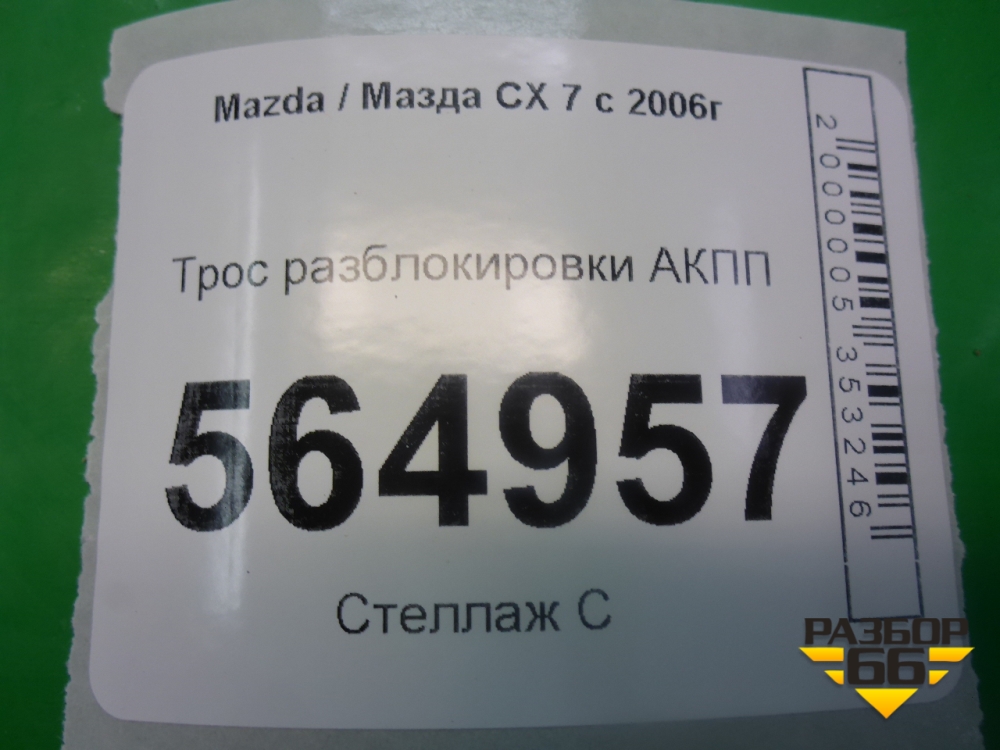 Mazda / Мазда CX 7 с 2006г
Трос разблокировки АКПП
564957
Стеллаж С
2000005353246
РАЗБОР
66